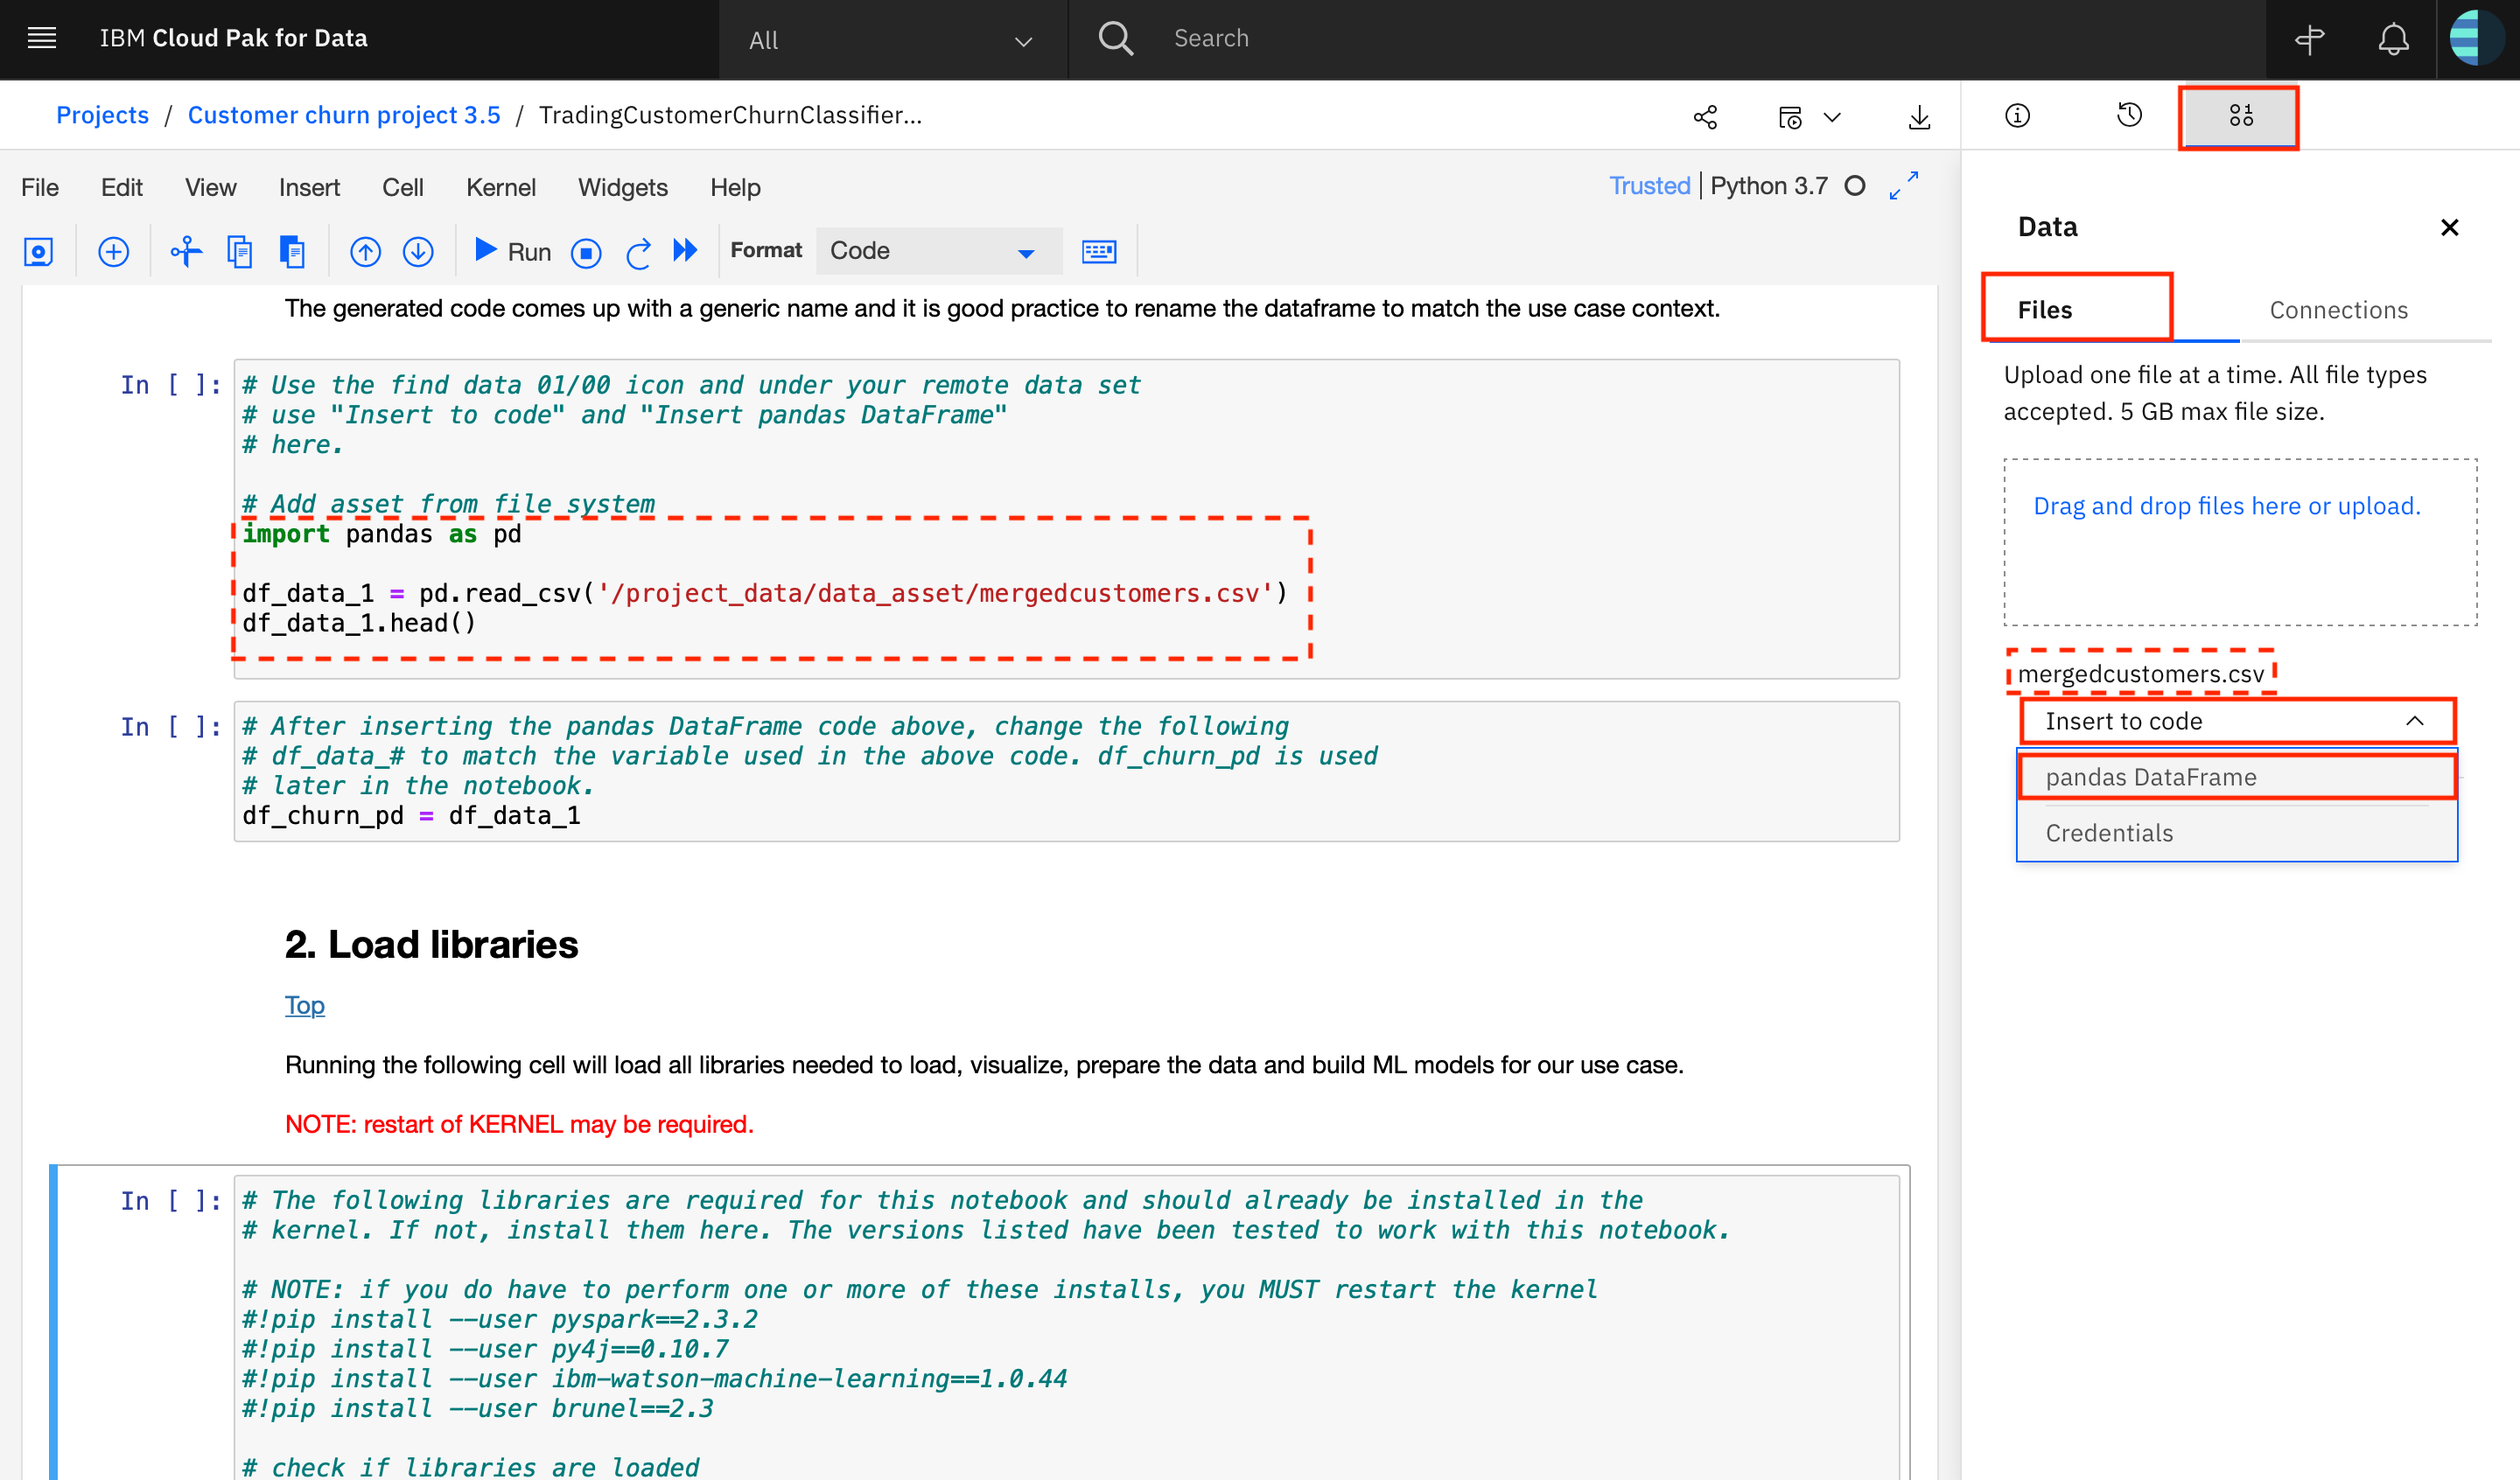 IBM Cloud Pak for Data
All
Search
Projects / Customer churn project 3.5 / TradingCustomerChurnClassifier...
File Edit View Insert Cell Kernel Widgets Help
Trusted | Python 3.7
Run
Format
Code
The generated code comes up with a generic name and it is good practice to rename the dataframe to match the use case context.
In [ ]:
# Use the find data 01/00 icon and under your remote data set
# use "Insert to code" and "Insert pandas DataFrame"
# here.
# Add asset from file system
import pandas as pd
df_data_1 = pd.read_csv('/project_data/data_asset/mergedcustomers.csv')
df_data_1.head()
In [ ]:
# After inserting the pandas DataFrame code above, change the following
# df_data_# to match the variable used in the above code. df_churn_pd is used
# later in the notebook.
df_churn_pd = df_data_1
2. Load libraries
Top
Running the following cell will load all libraries needed to load, visualize, prepare the data and build ML models for our use case.
NOTE: restart of KERNEL may be required.
In [ ]:
# The following libraries are required for this notebook and should already be installed in the
# kernel. If not, install them here. The versions listed have been tested to work with this notebook.
# NOTE: if you do have to perform one or more of these installs, you MUST restart the kernel
#!pip install --user pyspark==2.3.2
#!pip install --user py4j==0.10.7
#!pip install --user ibm-watson-machine-learning==1.0.44
#!pip install --user brunel==2.3
# check if libraries are loaded
Data
Files
Connections
Upload one file at a time. All file types
accepted. 5 GB max file size.
Drag and drop files here or upload.
mergedcustomers.csv
Insert to code
pandas DataFrame
Credentials